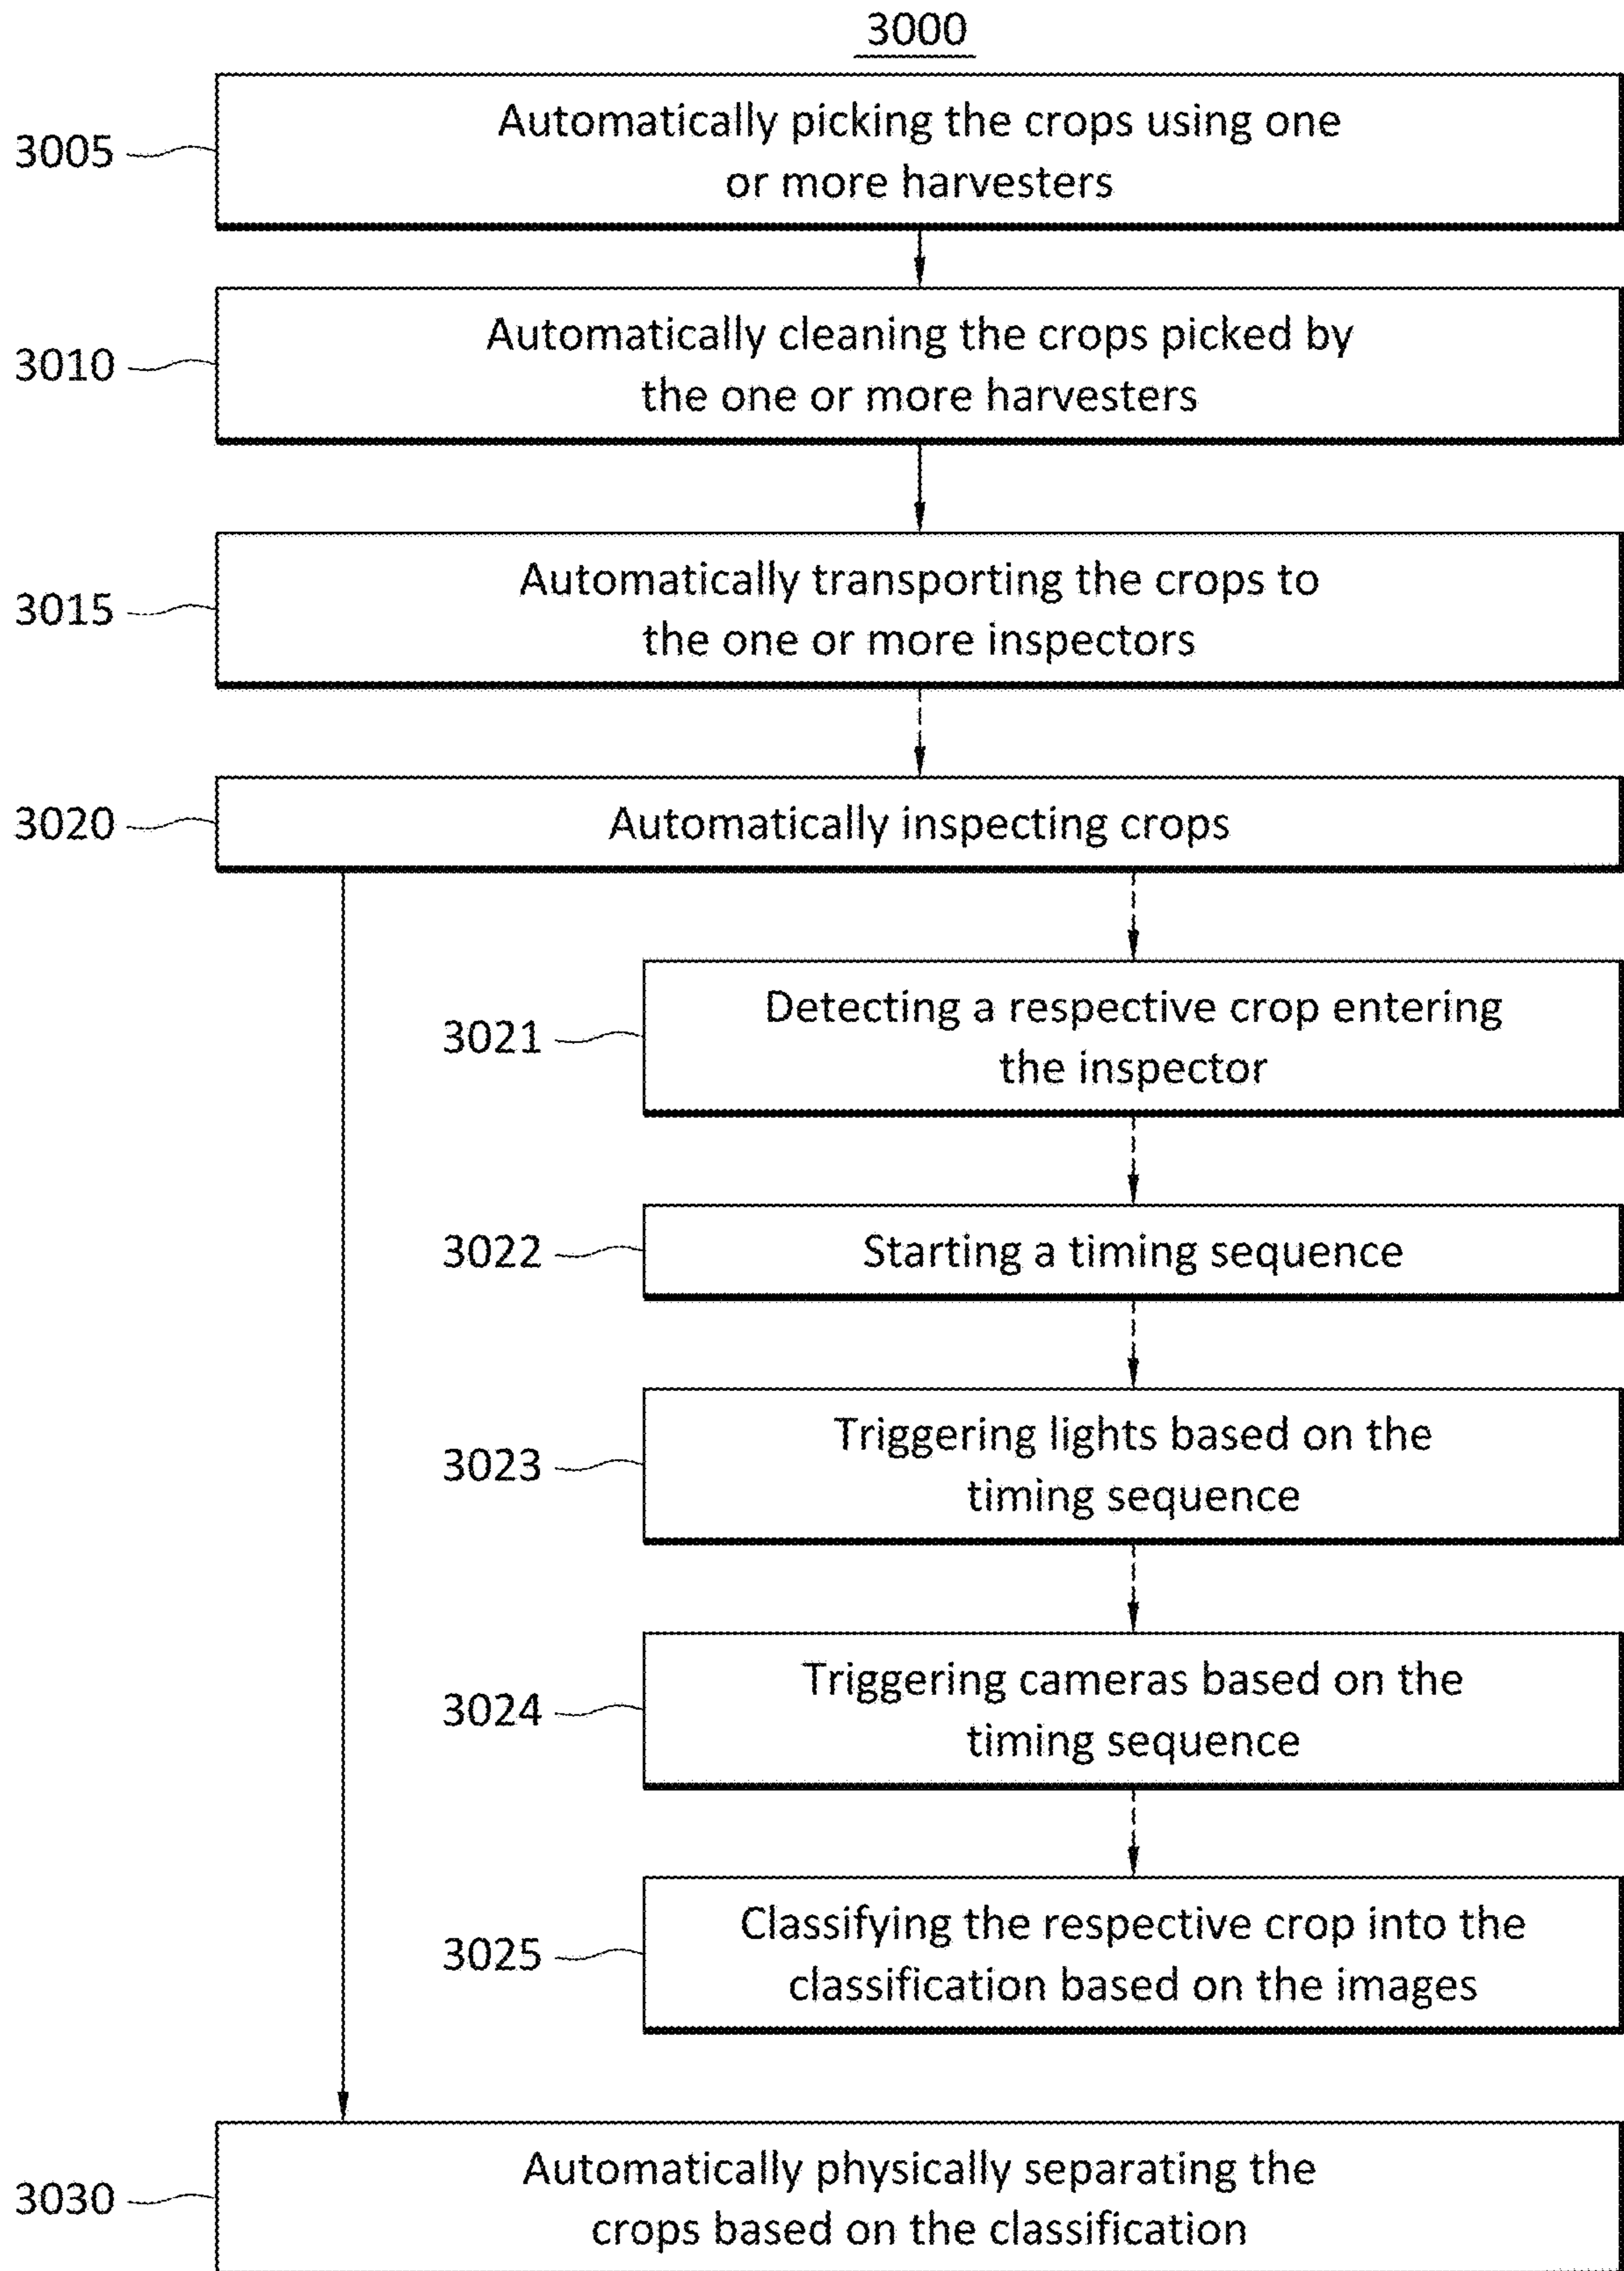 3000
3005
Automatically picking the crops using one
or more harvesters
3010
Automatically cleaning the crops picked by
the one or more harvesters
3015
Automatically transporting the crops to
the one or more inspectors
3020
Automatically inspecting crops
3021
Detecting a respective crop entering
the inspector
3022
Starting a timing sequence
3023
Triggering lights based on the
timing sequence
3024
Triggering cameras based on the
timing sequence
3025
Classifying the respective crop into the
classification based on the images
3030
Automatically physically separating the
crops based on the classification